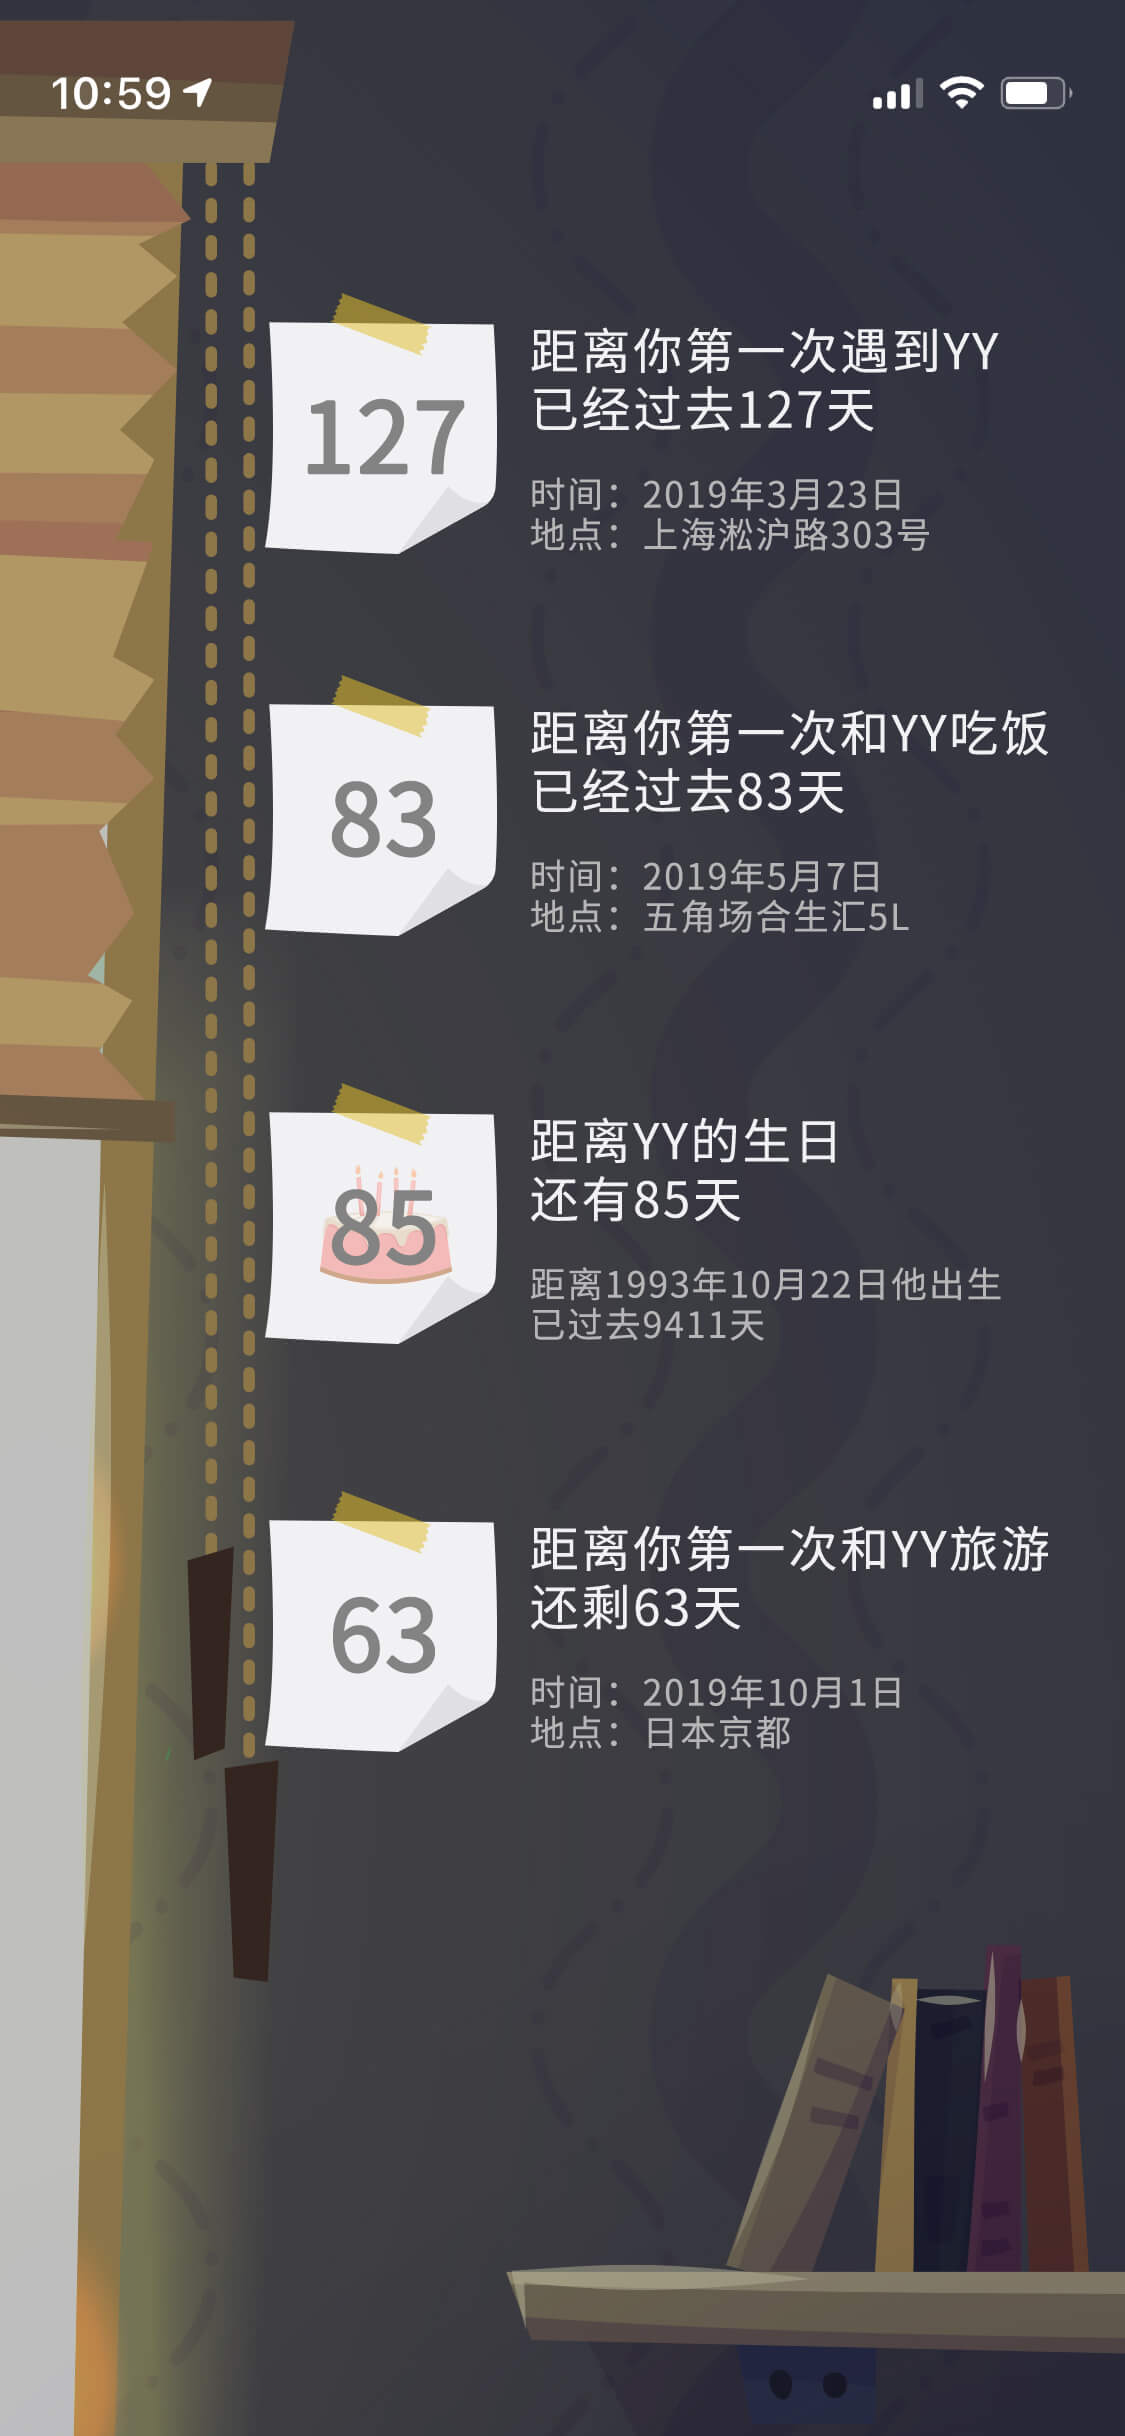 10:59
127
距离你第一次遇到YY
已经过去127天
时间：2019年3月23日
地点：上海淞沪路303号
83
距离你第一次和YY吃饭
已经过去83天
时间：2019年5月7日
地点：五角场合生汇5L
85
距离YY的生日
还有85天
距离1993年10月22日他出生
已过去9411天
63
距离你第一次和YY旅游
还剩63天
时间：2019年10月1日
地点：日本京都